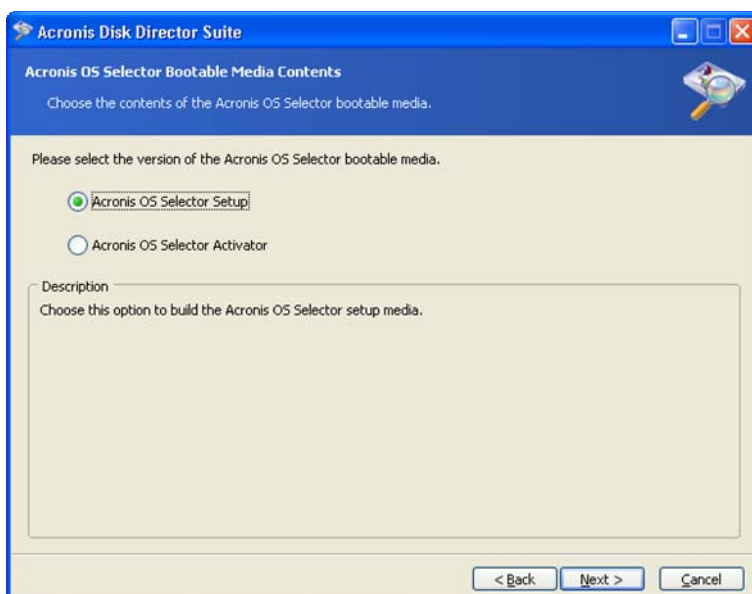 Acronis Disk Director Suite
Acronis OS Selector Bootable Media Contents
Choose the contents of the Acronis OS Selector bootable media.
Please select the version of the Acronis OS Selector bootable media.
Acronis OS Selector Setup
Acronis OS Selector Activator
Description
Choose this option to build the Acronis OS Selector setup media.
< Back Next > Cancel